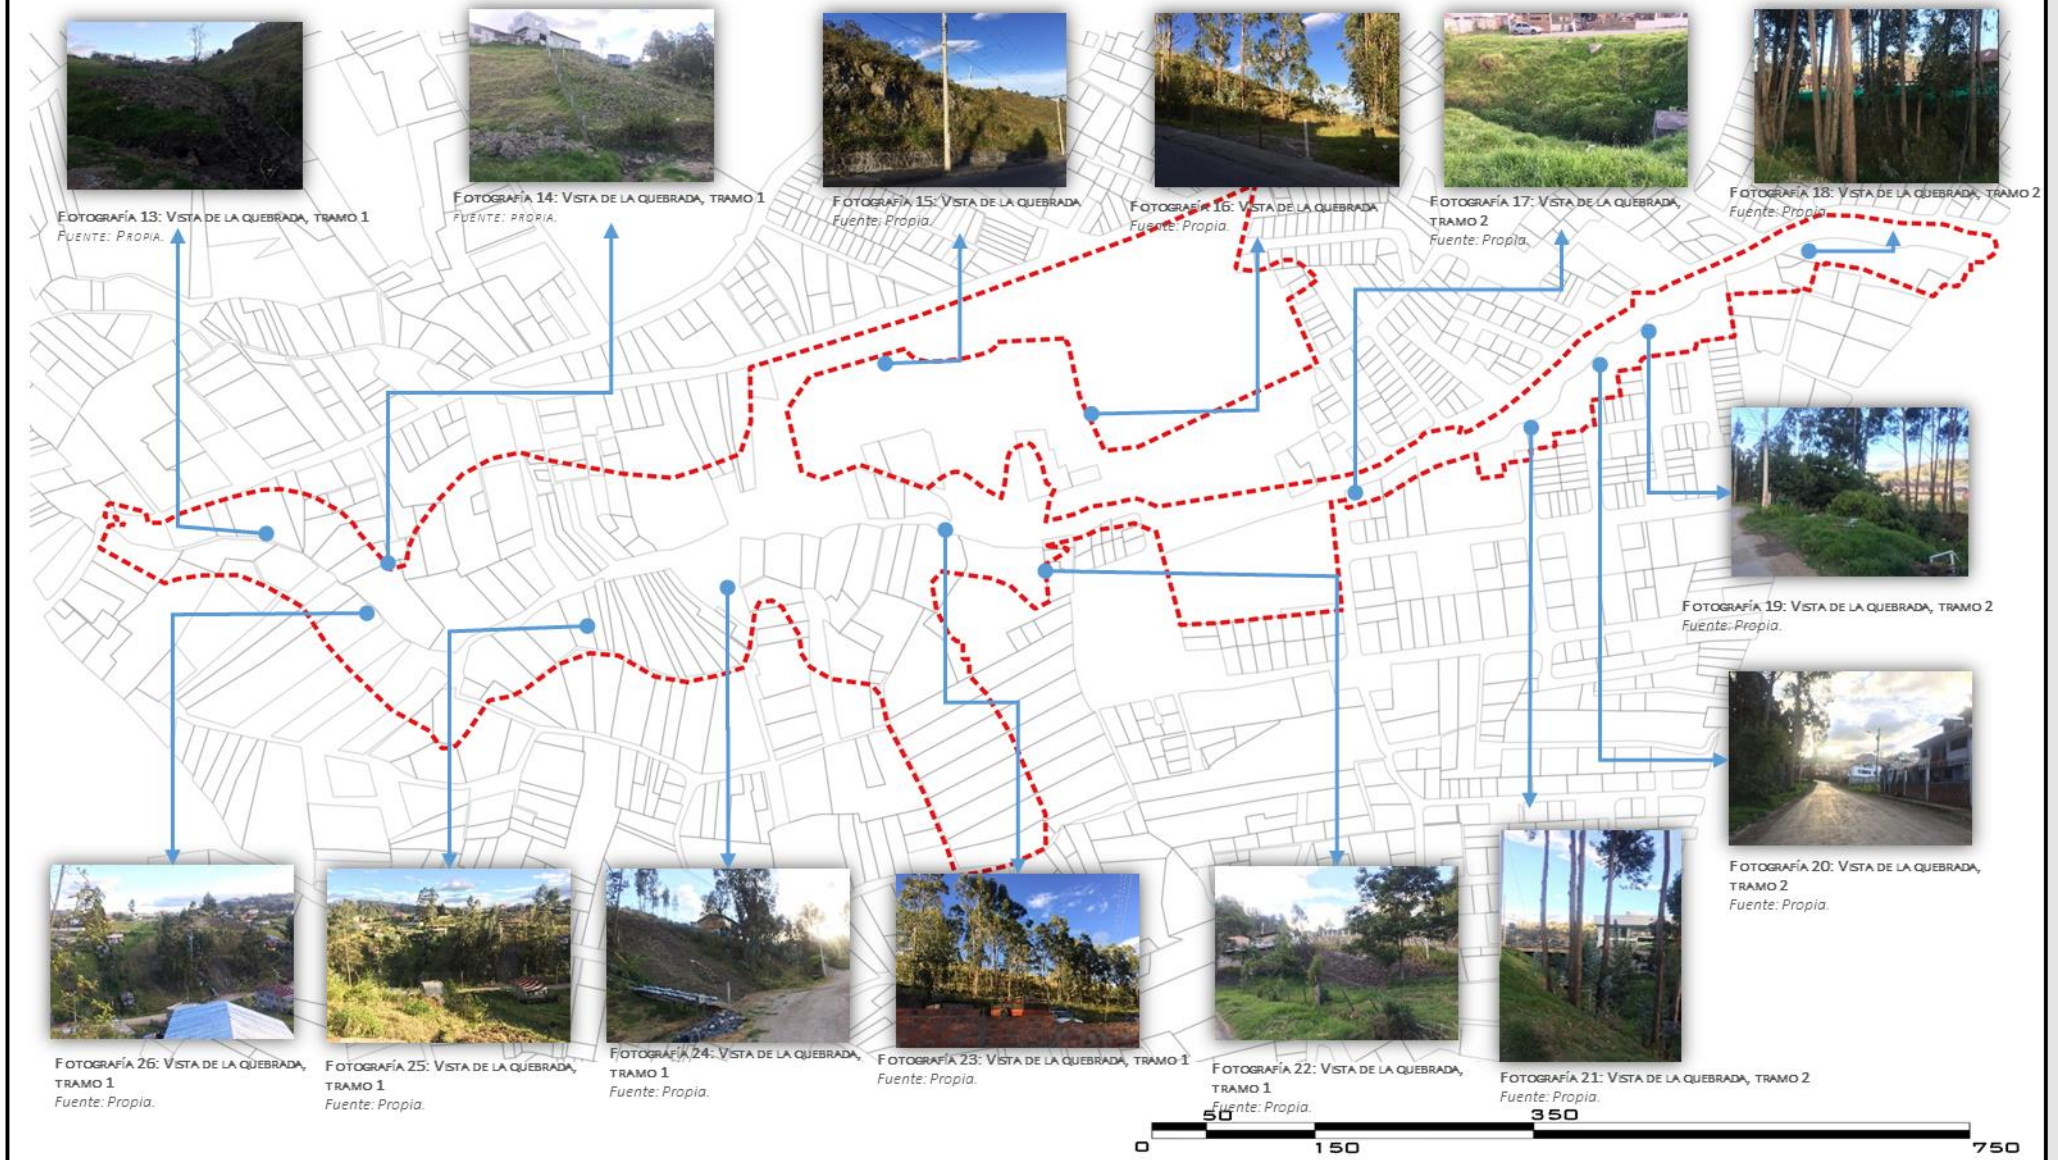 FOTOGRAFÍA 13: VISTA DE LA QUEBRADA, TRAMO 1
FUENTE: PROPIA.
FOTOGRAFÍA 14: VISTA DE LA QUEBRADA, TRAMO 1
FUENTE: PROPIA.
FOTOGRAFÍA 15: VISTA DE LA QUEBRADA
Fuente: Propia.
FOTOGRAFÍA 16: VISTA DE LA QUEBRADA
Fuente: Propia.
FOTOGRAFÍA 17: VISTA DE LA QUEBRADA,
TRAMO 2
Fuente: Propia.
FOTOGRAFÍA 18: VISTA DE LA QUEBRADA, TRAMO 2
Fuente: Propia.
FOTOGRAFÍA 19: VISTA DE LA QUEBRADA, TRAMO 2
Fuente: Propia.
FOTOGRAFÍA 20: VISTA DE LA QUEBRADA,
TRAMO 2
Fuente: Propia.
FOTOGRAFÍA 26: VISTA DE LA QUEBRADA,
TRAMO 1
Fuente: Propia.
FOTOGRAFÍA 25: VISTA DE LA QUEBRADA,
TRAMO 1
Fuente: Propia.
FOTOGRAFÍA 24: VISTA DE LA QUEBRADA,
TRAMO 1
Fuente: Propia.
FOTOGRAFÍA 23: VISTA DE LA QUEBRADA, TRAMO 1
Fuente: Propia.
FOTOGRAFÍA 22: VISTA DE LA QUEBRADA,
TRAMO 1
Fuente: Propia.
FOTOGRAFÍA 21: VISTA DE LA QUEBRADA, TRAMO 2
Fuente: Propia.
50 350
0 150 750